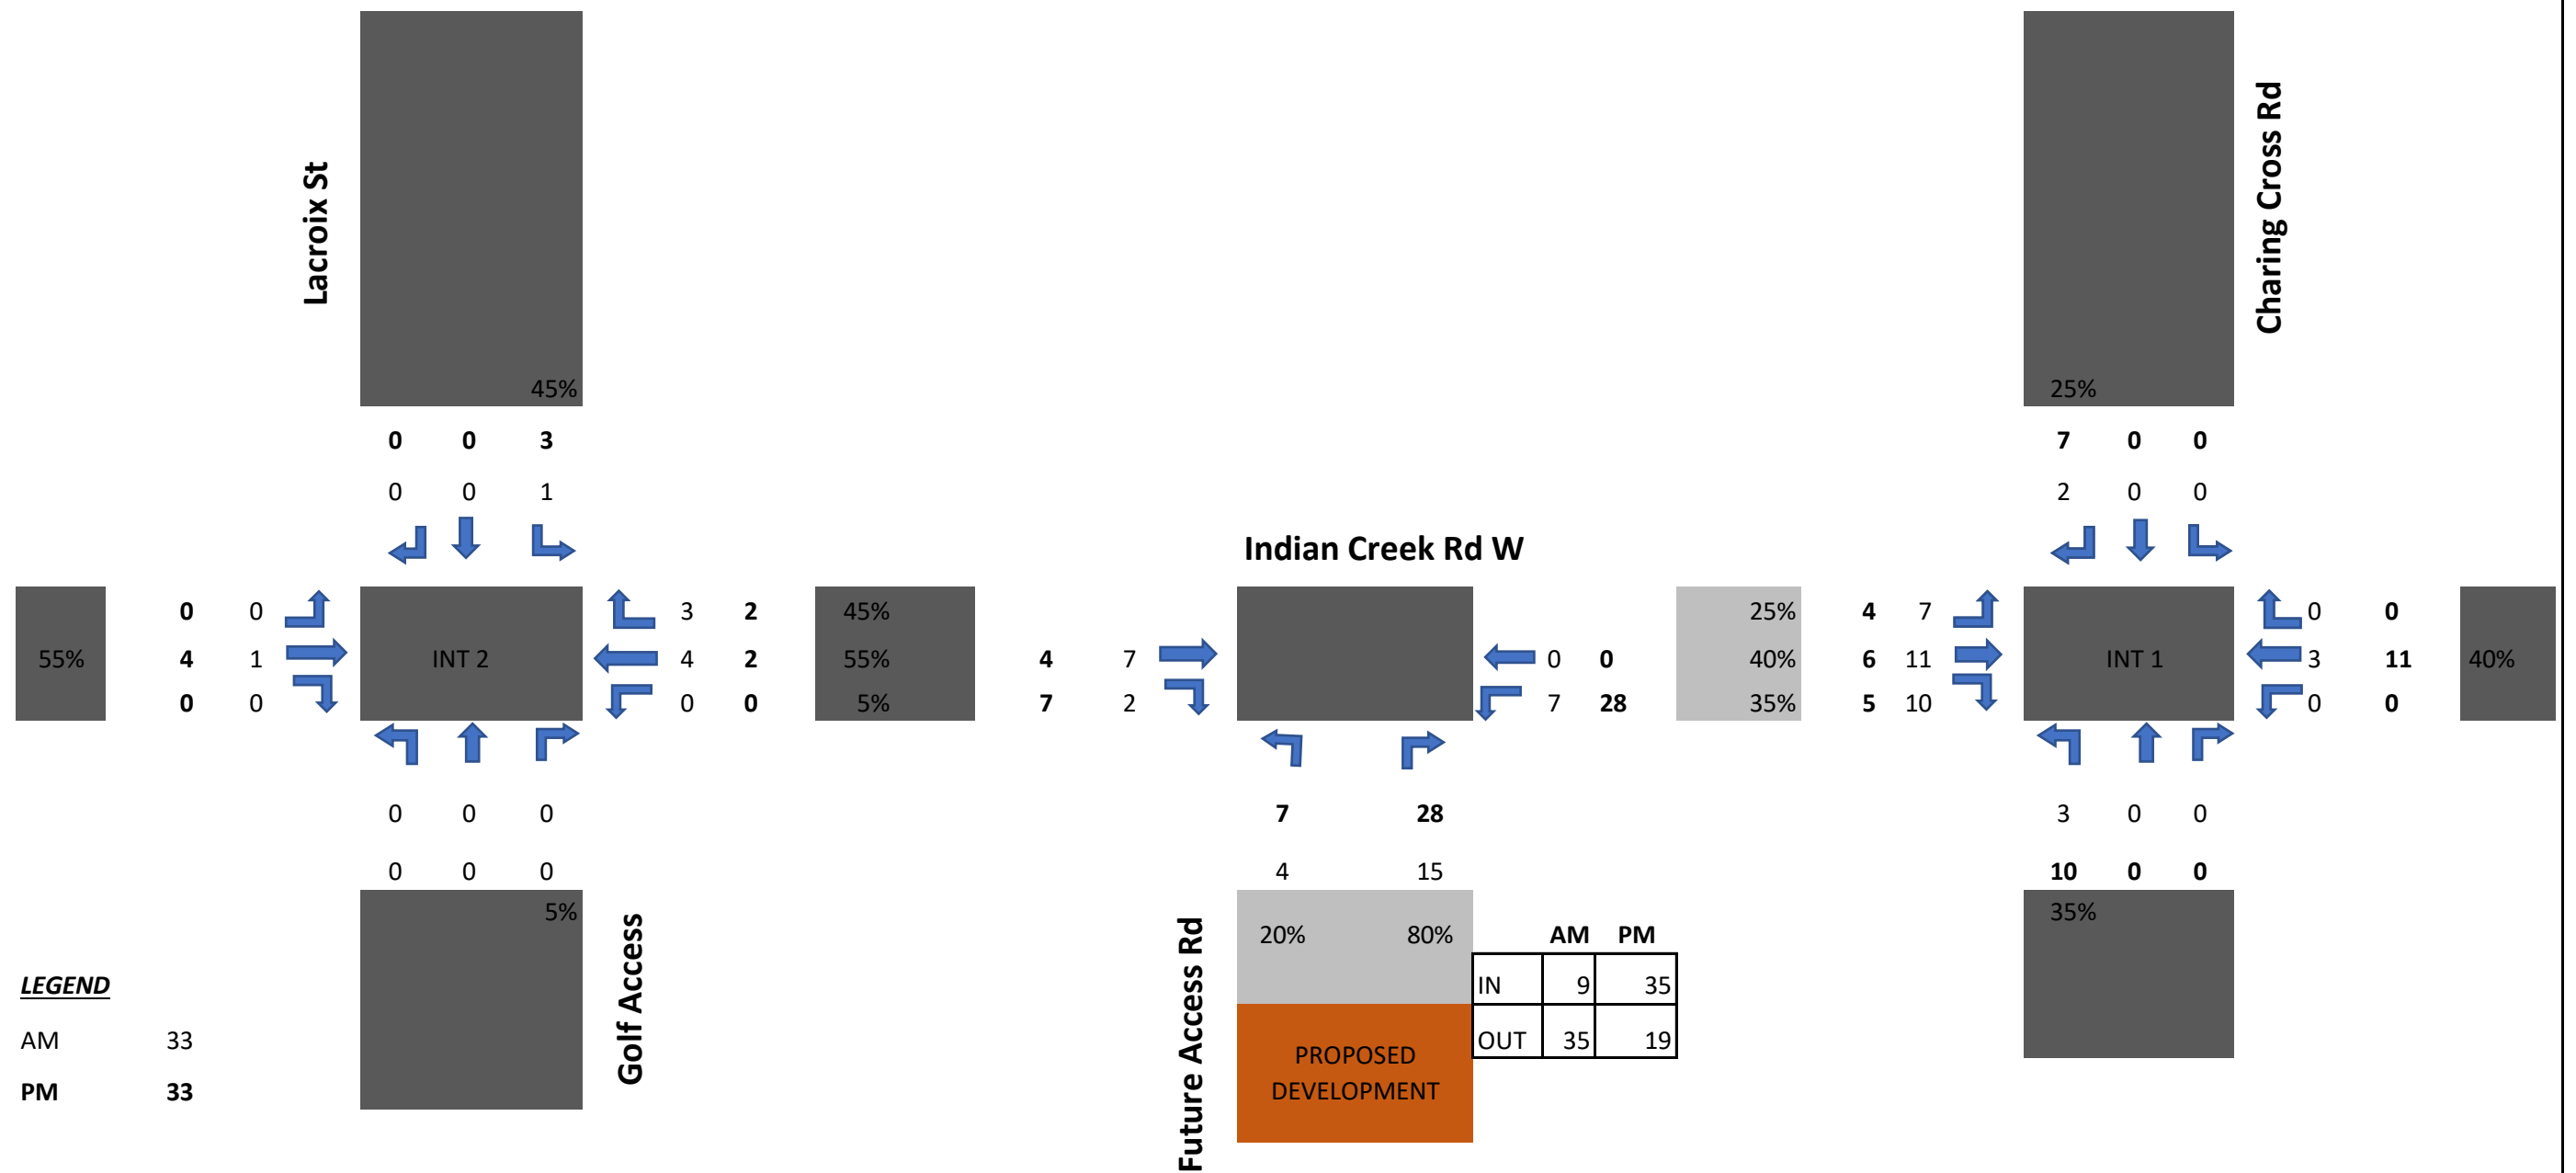 Lacroix St
Charing Cross Rd
45%
25%
0 0 3
7 0 0
0 0 1
2 0 0
Indian Creek Rd W
0 0
3 2
45%
25%
4 7
0 0
55%
4 1
INT 2
4 2
55%
4 7
0 0
40%
6 11
INT 1
3 11
40%
0 0
0 0
5%
7 2
7 28
35%
5 10
0 0
0 0 0
7 28
3 0 0
0 0 0
4 15
10 0 0
5%
35%
Golf Access
Future Access Rd
20% 80%
AM PM
IN 9 35
OUT 35 19
PROPOSED
DEVELOPMENT
LEGEND
AM 33
PM 33